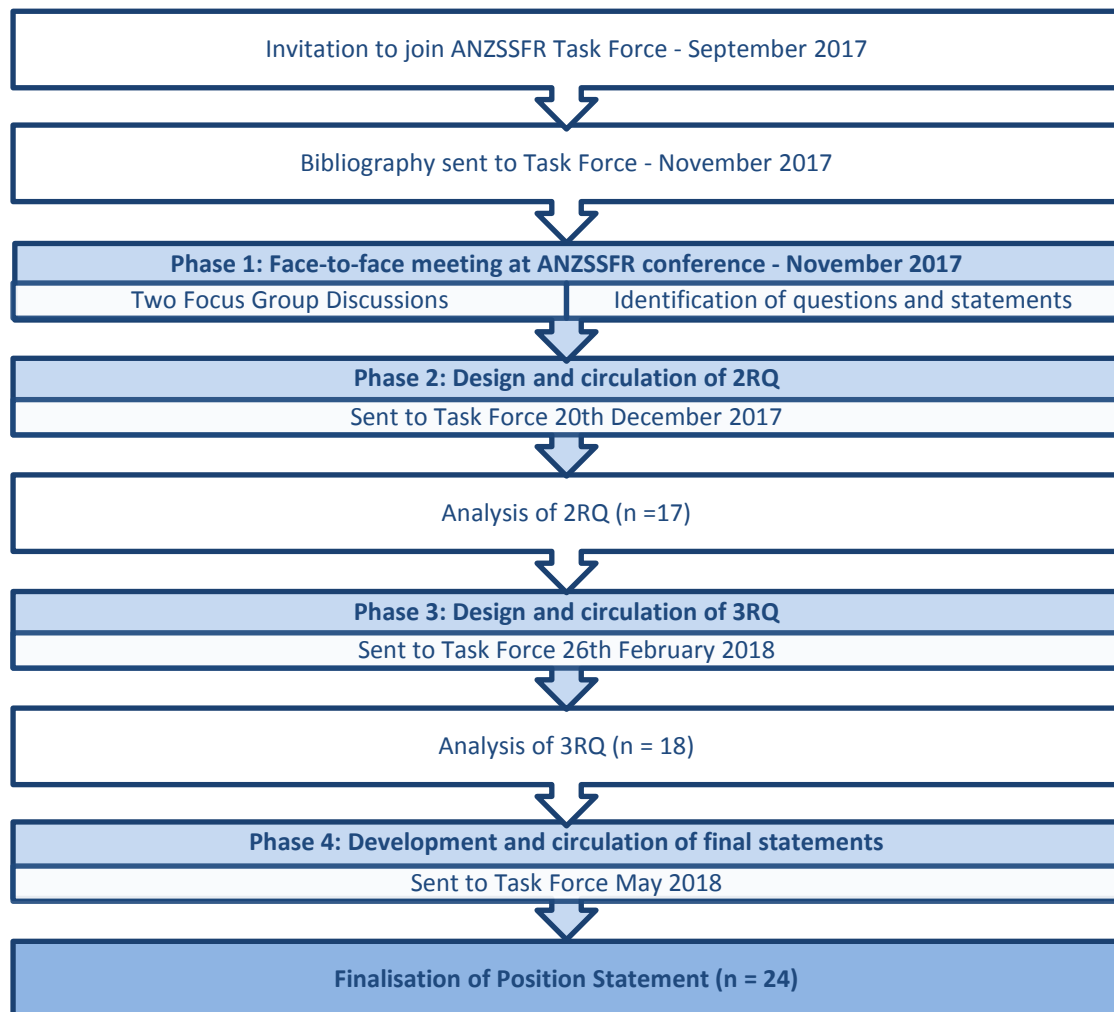 Invitation to join ANZSSFR Task Force - September 2017
Bibliography sent to Task Force - November 2017
Phase 1: Face-to-face meeting at ANZSSFR conference - November 2017
Two Focus Group Discussions
Identification of questions and statements
Phase 2: Design and circulation of 2RQ
Sent to Task Force 20th December 2017
Analysis of 2RQ (n =17)
Phase 3: Design and circulation of 3RQ
Sent to Task Force 26th February 2018
Analysis of 3RQ (n = 18)
Phase 4: Development and circulation of final statements
Sent to Task Force May 2018
Finalisation of Position Statement (n = 24)